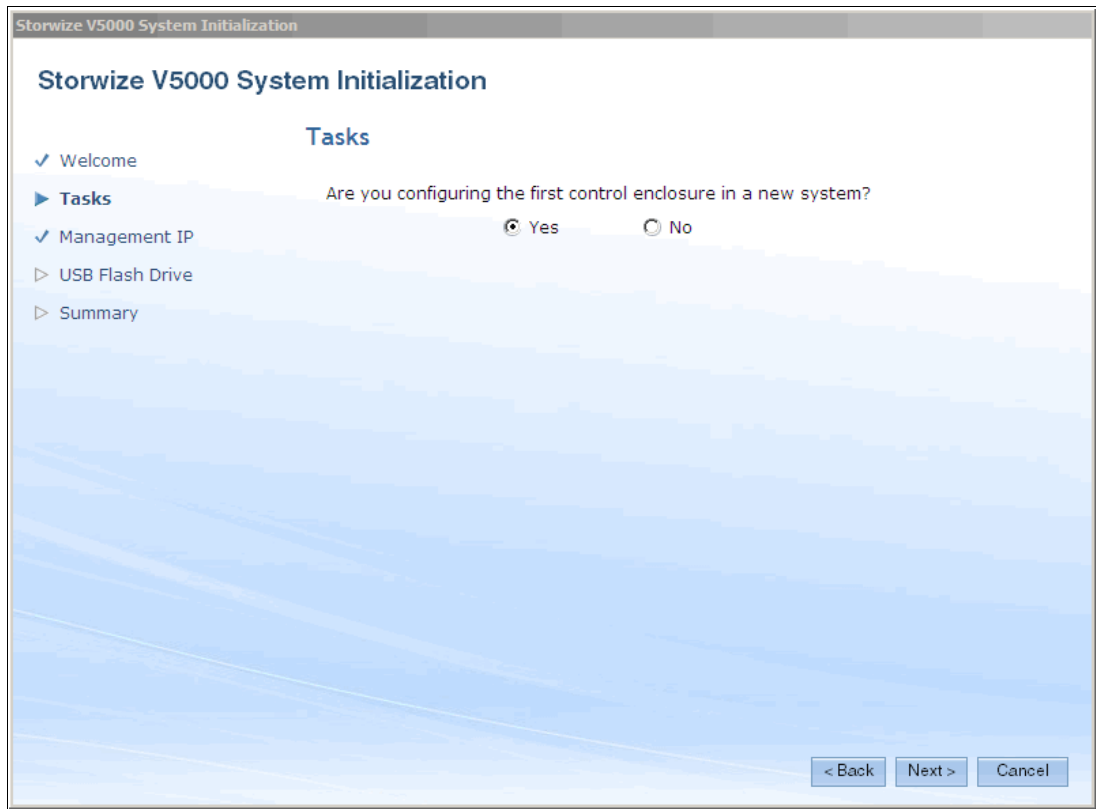 Storwize V5000 System Initialization
Storwize V5000 System Initialization
Welcome
Tasks
Management IP
USB Flash Drive
Summary
Tasks
Are you configuring the first control enclosure in a new system?
Yes No
< Back Next > Cancel